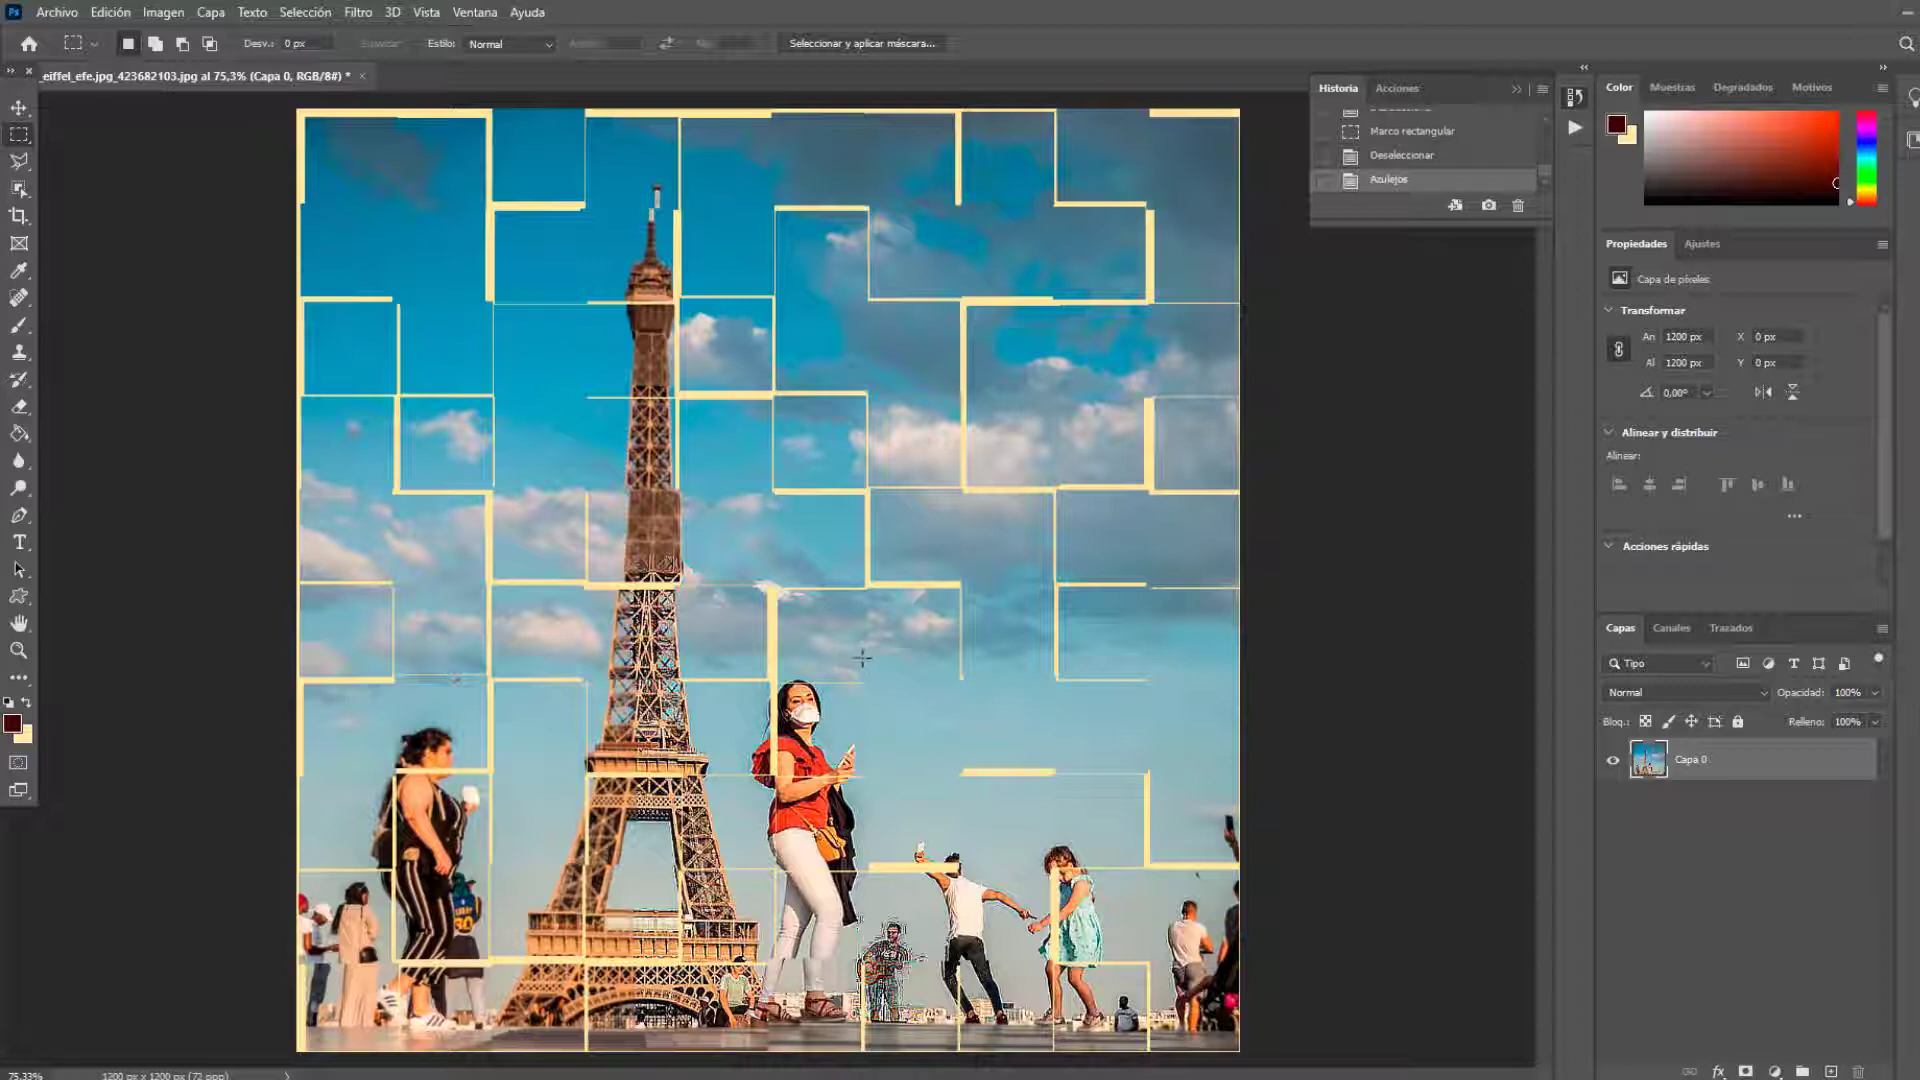 Ps Archivo Edición Imagen Capa Texto Selección Filtro 3D Vista Ventana Ayuda
Desv.: 0 px Estilo: Normal Seleccionar y aplicar máscara...
_eiffel_efe.jpg_423682103.jpg al 75,3% (Capa 0, RGB/8#) *
Historia Acciones
Marco rectangular
Deseleccionar
Azulejos
Color Muestras Degradados Motivos
Propiedades Ajustes
Capa de píxeles
Transformar
An 1200 px X 0 px
Al 1200 px Y 0 px
0,00°
Alinear y distribuir
Alinear:
Acciones rápidas
Capas Canales Trazados
Tipo
Normal Opacidad: 100%
Bloq.: Relleno: 100%
Capa 0
fx
30
75,33% 1200 px x 1200 px (72 ppp)